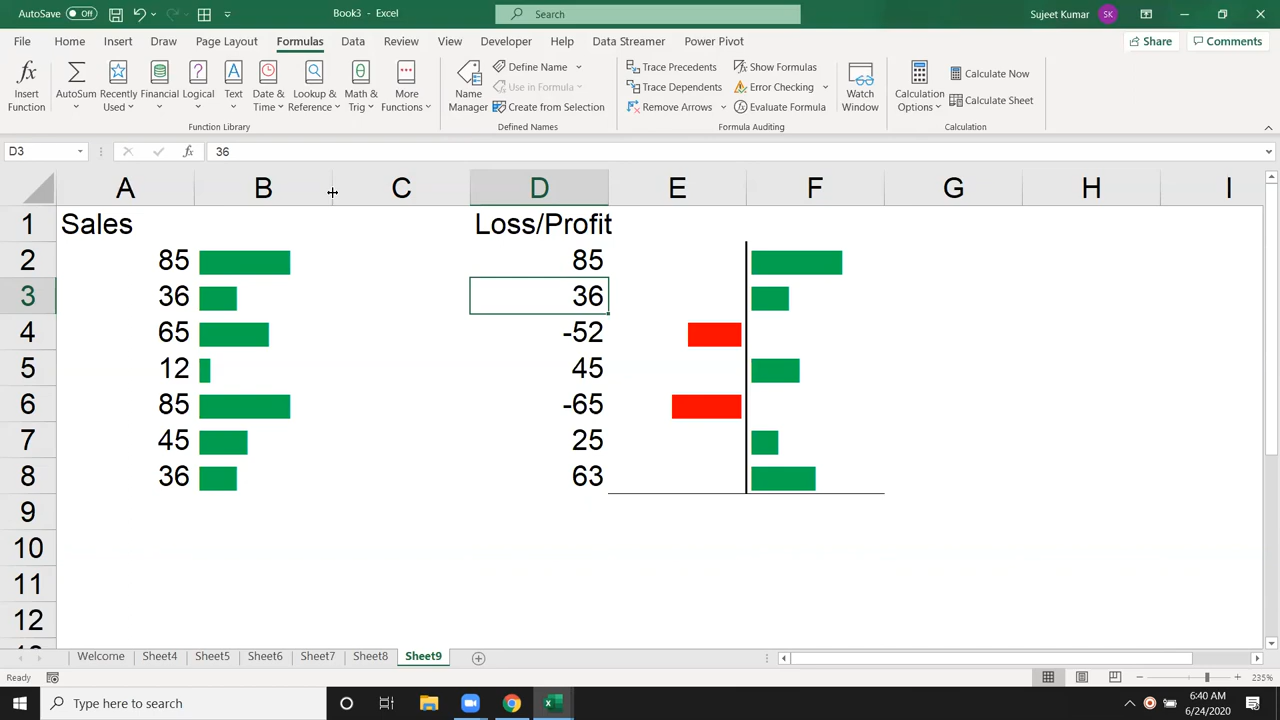 AutoSave Off Book3 - Excel Search Sujeet Kumar SK
File Home Insert Draw Page Layout Formulas Data Review View Developer Help Data Streamer Power Pivot Share Comments
Insert Function
AutoSum
Recently Used
Financial
Logical
Text
Date & Time
Lookup & Reference
Math & Trig
More Functions
Function Library
Name Manager
Define Name
Use in Formula
Create from Selection
Defined Names
Trace Precedents
Trace Dependents
Remove Arrows
Show Formulas
Error Checking
Evaluate Formula
Formula Auditing
Watch Window
Calculation Options
Calculate Now
Calculate Sheet
Calculation
D3 fx 36
A B C D E F G H I
1 Sales Loss/Profit
2 85 85
3 36 36
4 65 -52
5 12 45
6 85 -65
7 45 25
8 36 63
9
10
11
12
Welcome Sheet4 Sheet5 Sheet6 Sheet7 Sheet8 Sheet9
Ready 235%
Type here to search
6:40 AM
6/24/2020